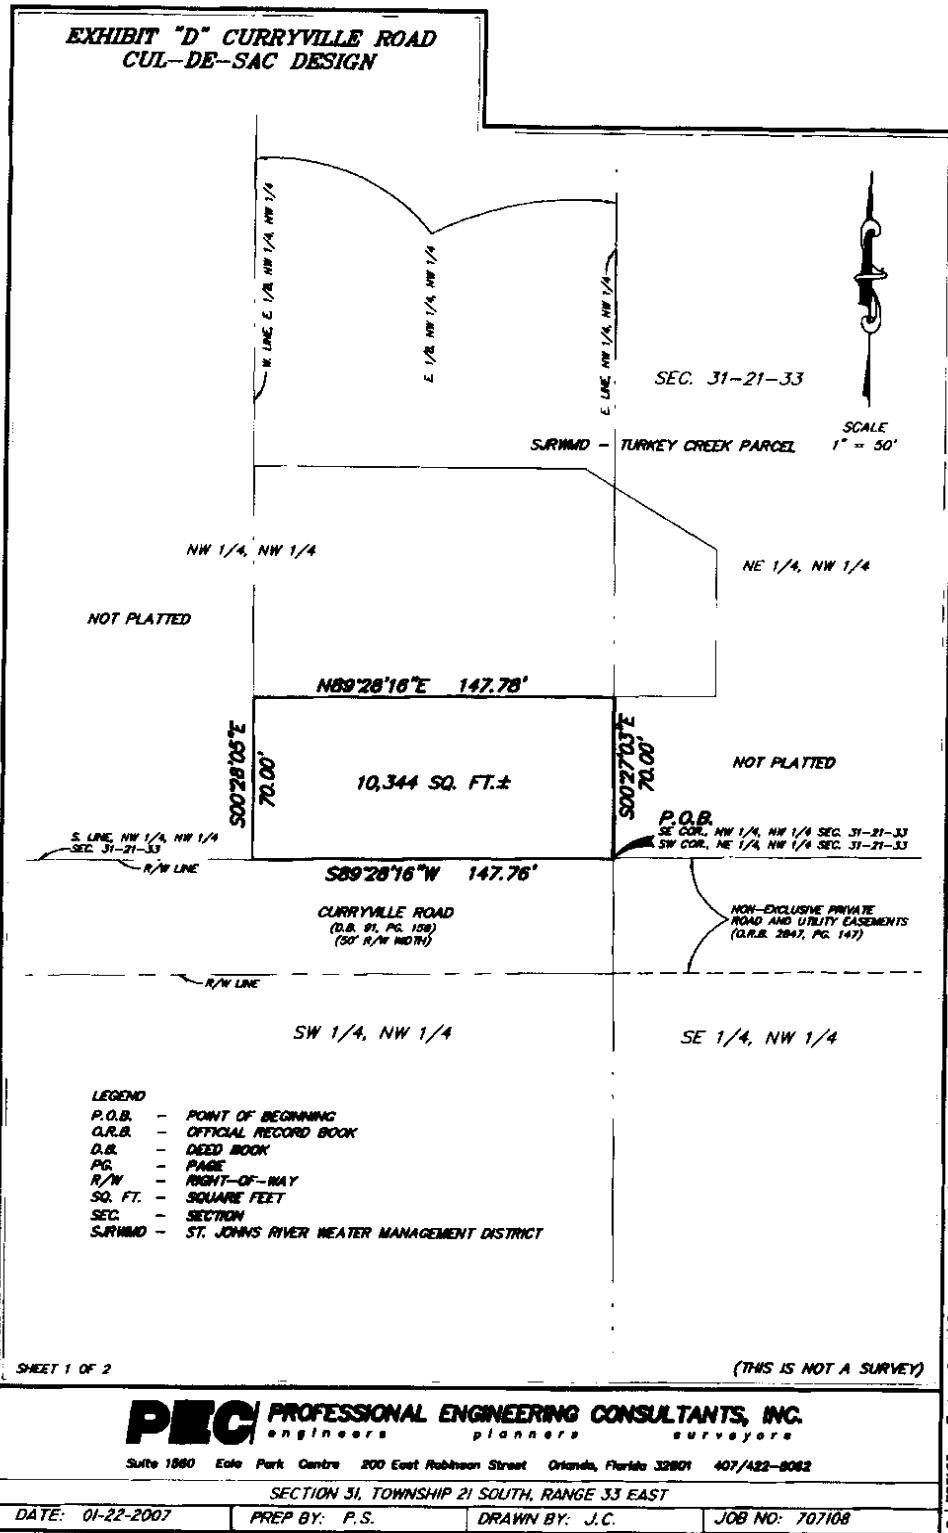 EXHIBIT "D" CURRYVILLE ROAD
CUL-DE-SAC DESIGN
W. LINE, E. 1/2, NW 1/4, NW 1/4
E. 1/2, NW 1/4, NW 1/4
E. LINE, NW 1/4, NW 1/4
SEC. 31-21-33
SCALE
1" = 50'
SJRWMD - TURKEY CREEK PARCEL
NW 1/4, NW 1/4
NE 1/4, NW 1/4
NOT PLATTED
N89°28'16"E 147.78'
S00°28'05"E
70.00'
10,344 SQ. FT.±
S00°27'03"E
70.00'
NOT PLATTED
P.O.B.
SE COR., NW 1/4, NW 1/4 SEC. 31-21-33
SW COR., NE 1/4, NW 1/4 SEC. 31-21-33
S. LINE, NW 1/4, NW 1/4
SEC. 31-21-33
R/W LINE
S89°28'16"W 147.76'
CURRYVILLE ROAD
(D.B. 91, PG. 158)
(50' R/W WIDTH)
NON-EXCLUSIVE PRIVATE
ROAD AND UTILITY EASEMENTS
(O.R.B. 2847, PG. 147)
R/W LINE
SW 1/4, NW 1/4
SE 1/4, NW 1/4
LEGEND
P.O.B. - POINT OF BEGINNING
O.R.B. - OFFICIAL RECORD BOOK
D.B. - DEED BOOK
PG. - PAGE
R/W - RIGHT-OF-WAY
SQ. FT. - SQUARE FEET
SEC. - SECTION
SJRWMD - ST. JOHNS RIVER WEATER MANAGEMENT DISTRICT
SHEET 1 OF 2
(THIS IS NOT A SURVEY)
PEC PROFESSIONAL ENGINEERING CONSULTANTS, INC.
engineers planners surveyors
Suite 1560 Eola Park Centre 200 East Robinson Street Orlando, Florida 32801 407/422-8062
SECTION 31, TOWNSHIP 21 SOUTH, RANGE 33 EAST
DATE: 01-22-2007 PREP BY: P.S. DRAWN BY: J.C. JOB NO: 707108